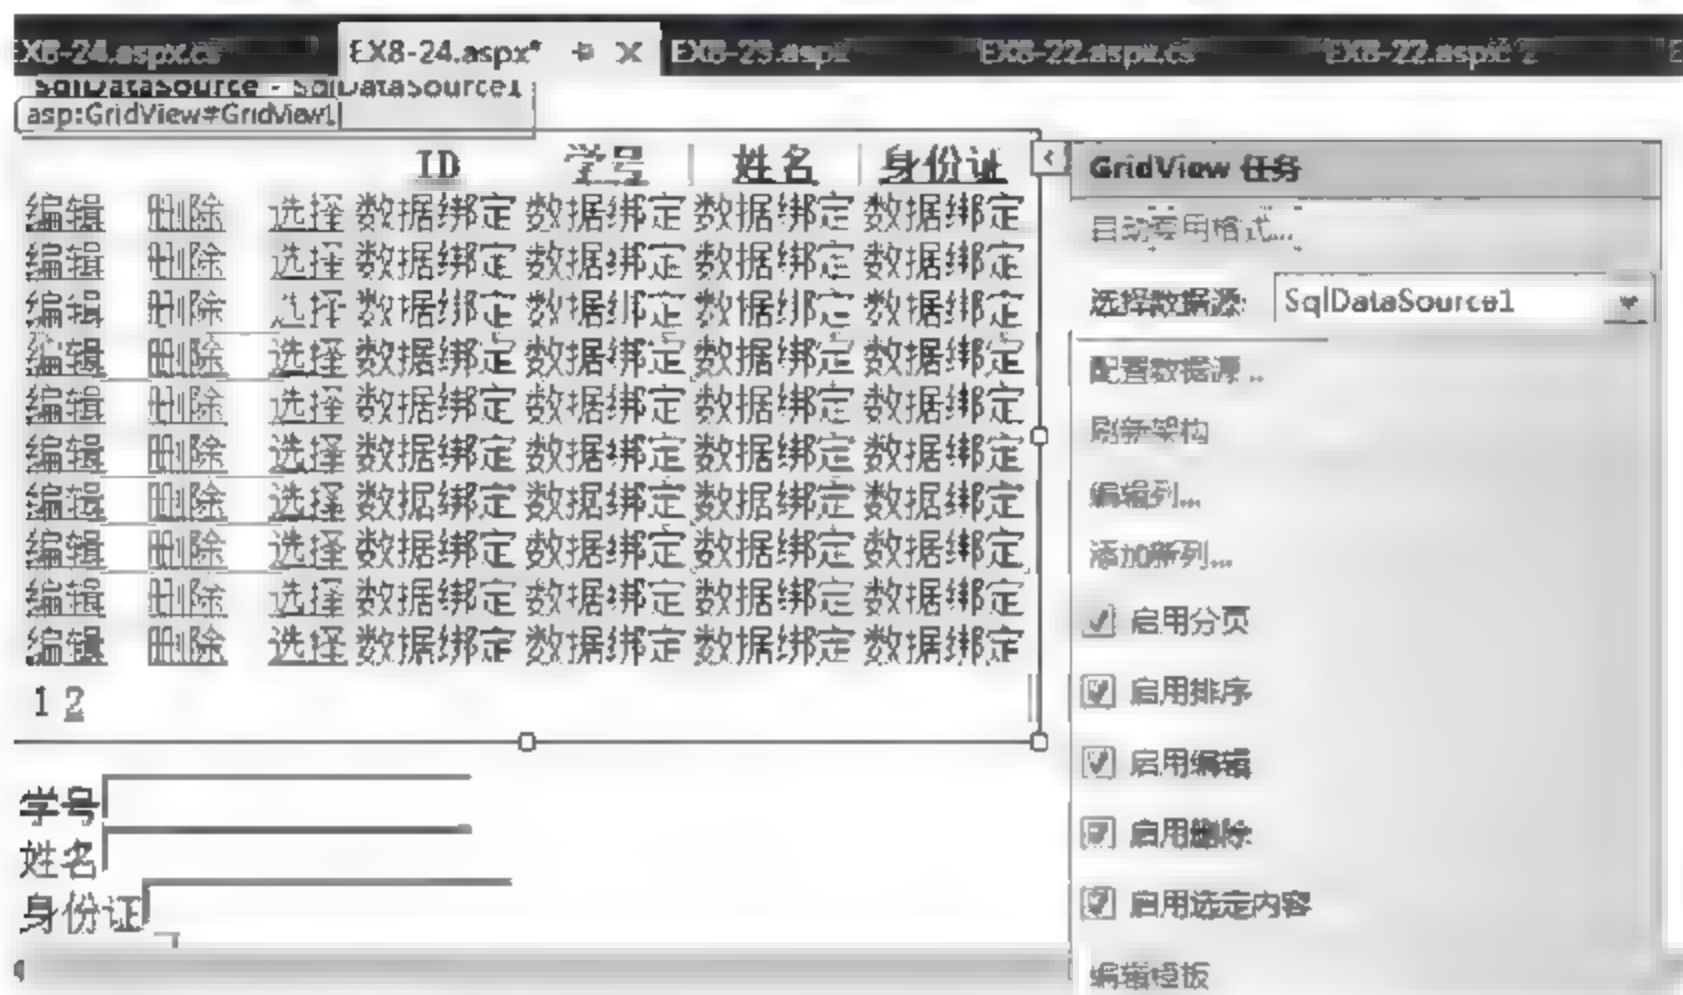 EX8-24.aspx.cs EX8-24.aspx* EX8-23.aspx EX8-22.aspx.cs EX8-22.aspx
SqlDataSource - SqlDataSource1
asp:GridView#GridView1
ID 学号 姓名 身份证
编辑 删除 选择 数据绑定 数据绑定 数据绑定 数据绑定
编辑 删除 选择 数据绑定 数据绑定 数据绑定 数据绑定
编辑 删除 选择 数据绑定 数据绑定 数据绑定 数据绑定
编辑 删除 选择 数据绑定 数据绑定 数据绑定 数据绑定
编辑 删除 选择 数据绑定 数据绑定 数据绑定 数据绑定
编辑 删除 选择 数据绑定 数据绑定 数据绑定 数据绑定
编辑 删除 选择 数据绑定 数据绑定 数据绑定 数据绑定
编辑 删除 选择 数据绑定 数据绑定 数据绑定 数据绑定
编辑 删除 选择 数据绑定 数据绑定 数据绑定 数据绑定
编辑 删除 选择 数据绑定 数据绑定 数据绑定 数据绑定
1 2
学号
姓名
身份证
GridView 任务
自动套用格式...
选择数据源: SqlDataSource1
配置数据源...
刷新架构
编辑列...
添加新列...
启用分页
启用排序
启用编辑
启用删除
启用选定内容
编辑模板